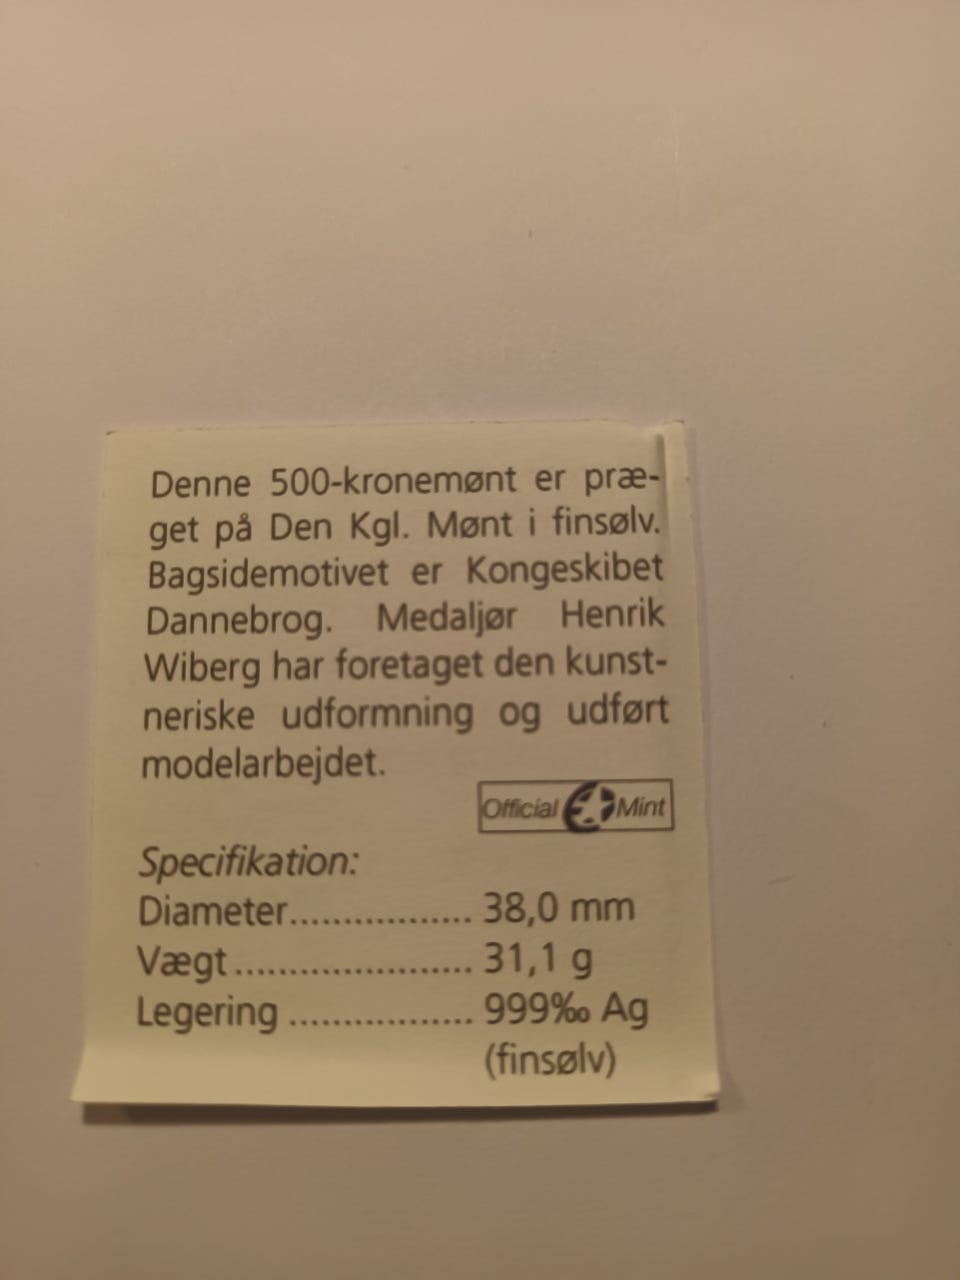 Denne 500-kronemønt er præ-
get på Den Kgl. Mønt i finsølv.
Bagsidemotivet er Kongeskibet
Dannebrog. Medaljør Henrik
Wiberg har foretaget den kunst-
neriske udformning og udført
modelarbejdet.
Official Mint
Specifikation:
Diameter................. 38,0 mm
Vægt...................... 31,1 g
Legering ................. 999‰ Ag
(finsølv)